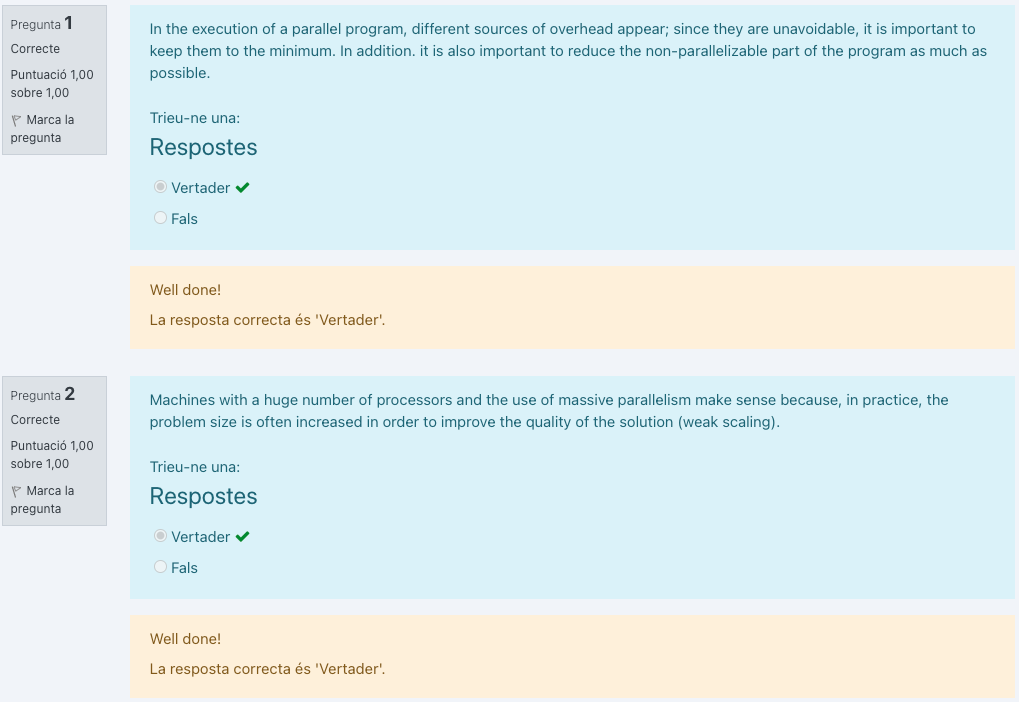 Pregunta 1
Correcte
Puntuació 1,00
sobre 1,00
Marca la
pregunta
In the execution of a parallel program, different sources of overhead appear; since they are unavoidable, it is important to
keep them to the minimum. In addition. it is also important to reduce the non-parallelizable part of the program as much as
possible.
Trieu-ne una:
Respostes
Vertader
Fals
Well done!
La resposta correcta és 'Vertader'.
Pregunta 2
Correcte
Puntuació 1,00
sobre 1,00
Marca la
pregunta
Machines with a huge number of processors and the use of massive parallelism make sense because, in practice, the
problem size is often increased in order to improve the quality of the solution (weak scaling).
Trieu-ne una:
Respostes
Vertader
Fals
Well done!
La resposta correcta és 'Vertader'.